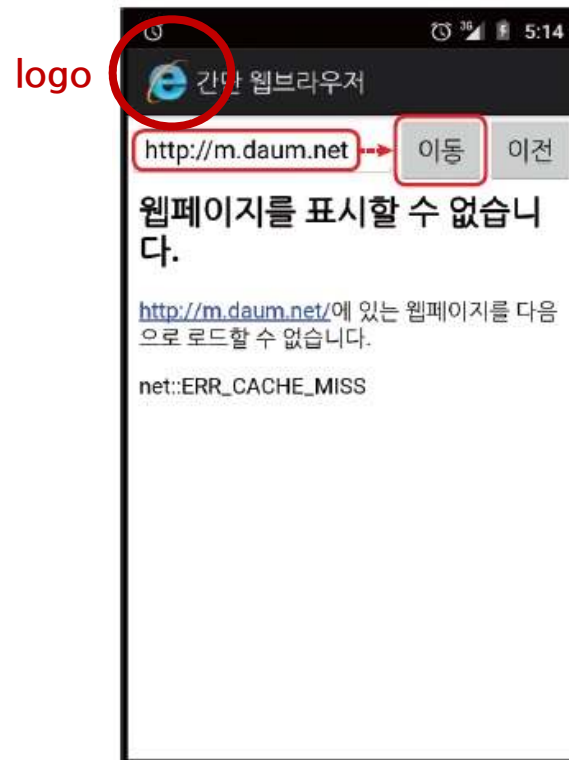 3G 5:14
logo
간단 웹브라우저
http://m.daum.net 이동 이전
웹페이지를 표시할 수 없습니
다.
http://m.daum.net/에 있는 웹페이지를 다음
으로 로드할 수 없습니다.
net::ERR_CACHE_MISS